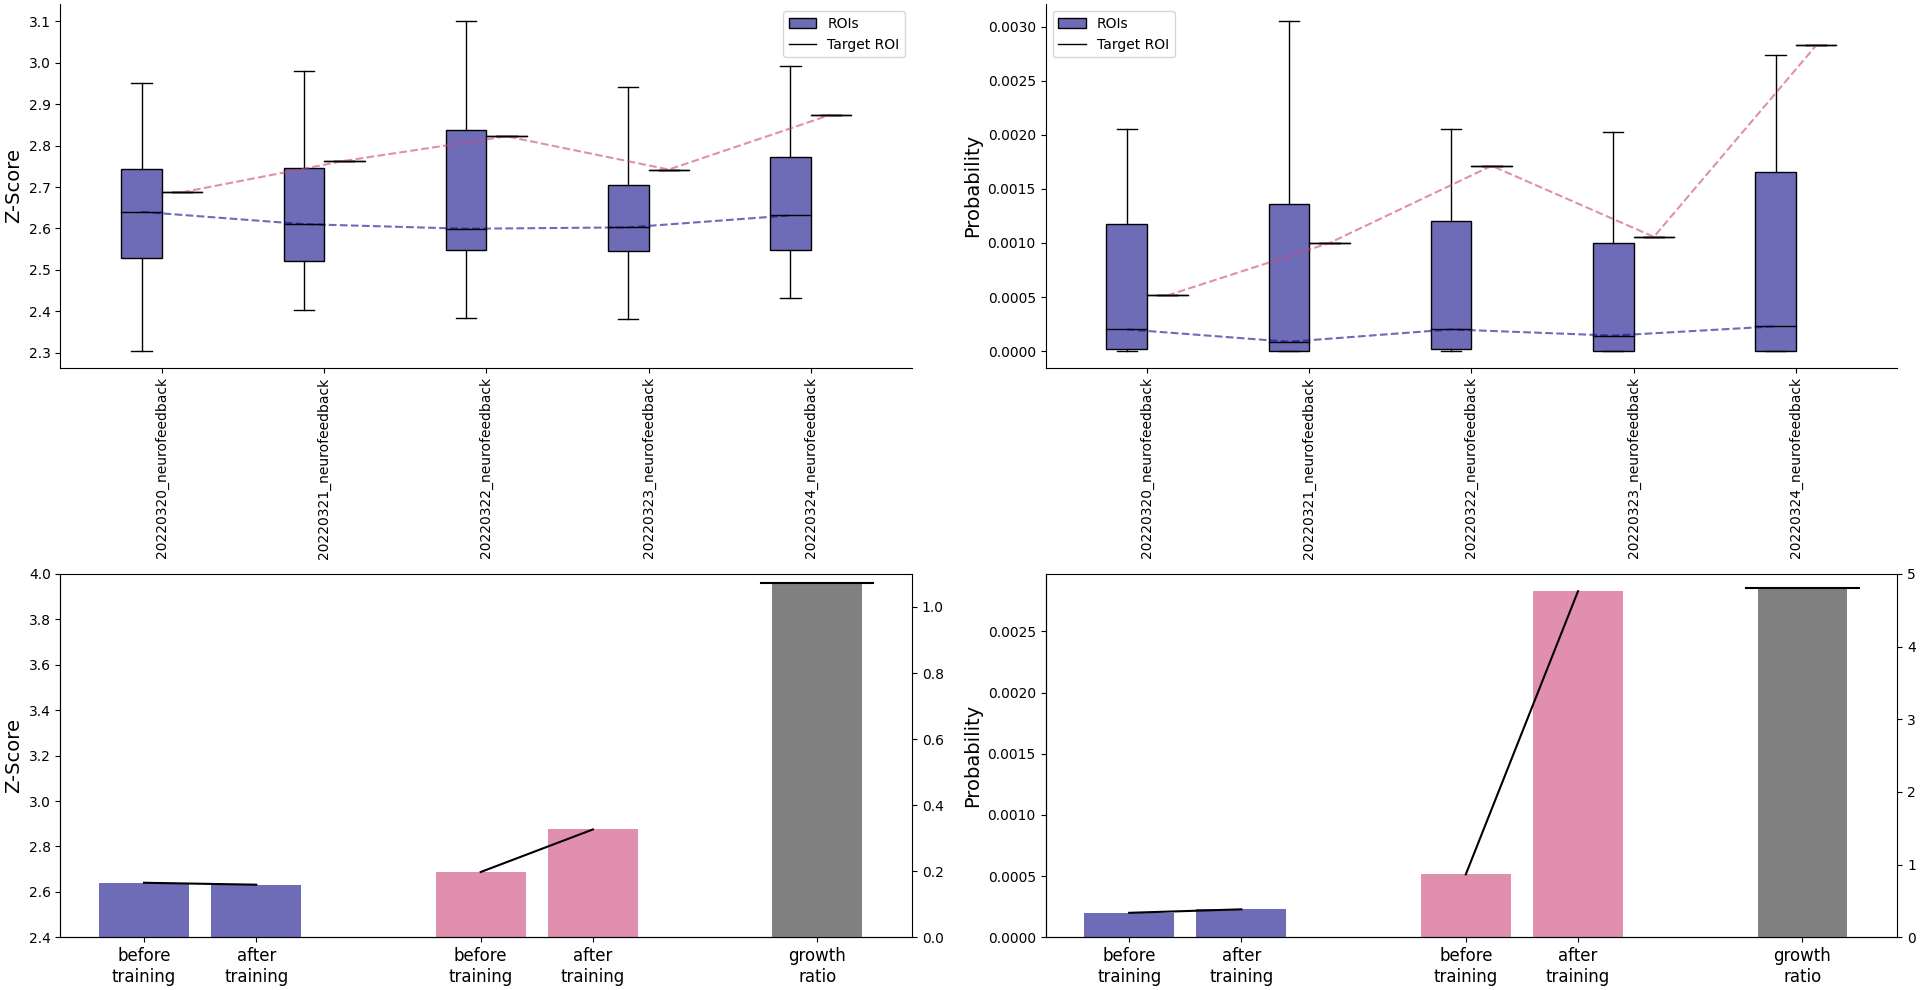 Z-Score
3.1
3.0
2.9
2.8
2.7
2.6
2.5
2.4
2.3
ROIs
Target ROI
20220320_neurofeedback
20220321_neurofeedback
20220322_neurofeedback
20220323_neurofeedback
20220324_neurofeedback
Probability
0.0030
0.0025
0.0020
0.0015
0.0010
0.0005
0.0000
ROIs
Target ROI
20220320_neurofeedback
20220321_neurofeedback
20220322_neurofeedback
20220323_neurofeedback
20220324_neurofeedback
Z-Score
4.0
3.8
3.6
3.4
3.2
3.0
2.8
2.6
2.4
1.0
0.8
0.6
0.4
0.2
0.0
before
training
after
training
before
training
after
training
growth
ratio
Probability
0.0025
0.0020
0.0015
0.0010
0.0005
0.0000
5
4
3
2
1
0
before
training
after
training
before
training
after
training
growth
ratio